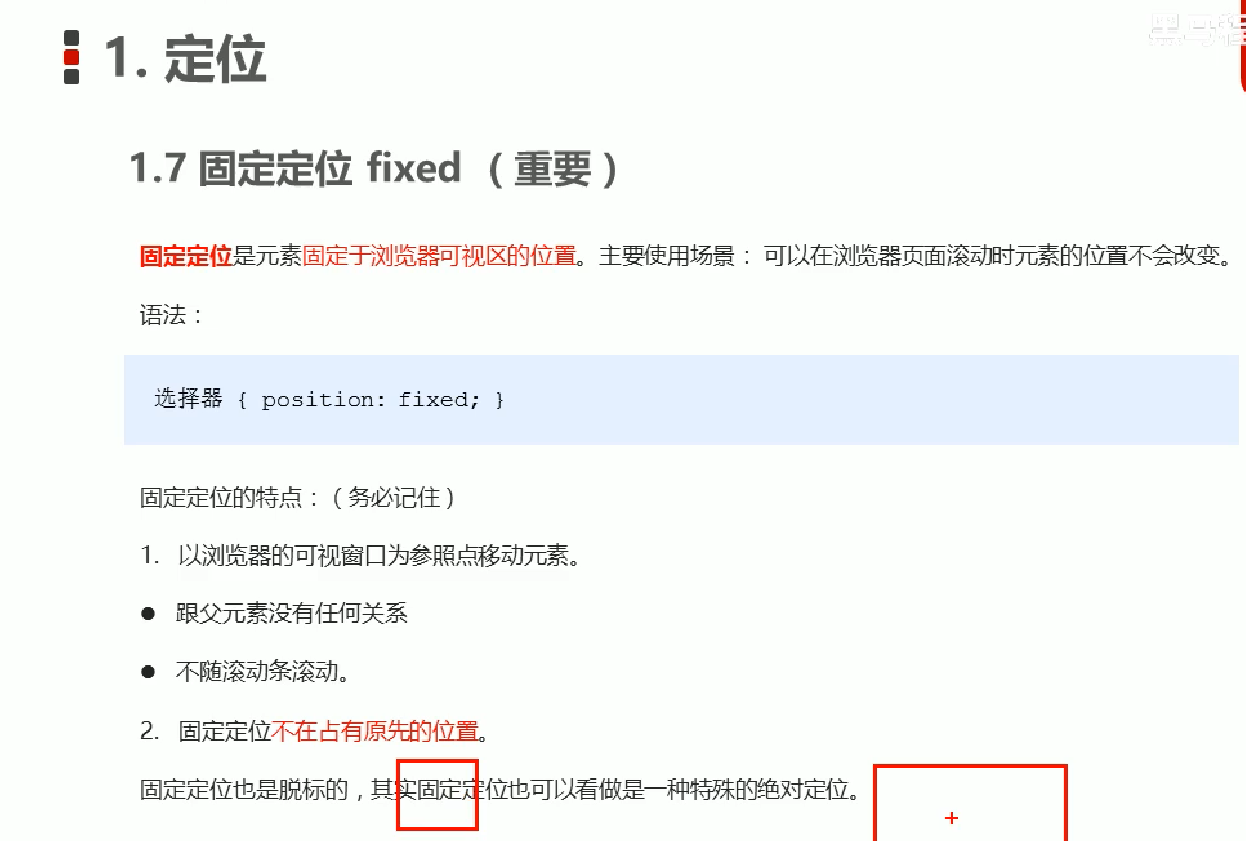 1. 定位
1.7 固定定位 fixed （重要）
固定定位是元素固定于浏览器可视区的位置。主要使用场景： 可以在浏览器页面滚动时元素的位置不会改变。
语法：
选择器 { position: fixed; }
固定定位的特点：（务必记住）
1. 以浏览器的可视窗口为参照点移动元素。
● 跟父元素没有任何关系
● 不随滚动条滚动。
2. 固定定位不在占有原先的位置。
固定定位也是脱标的，其实固定定位也可以看做是一种特殊的绝对定位。